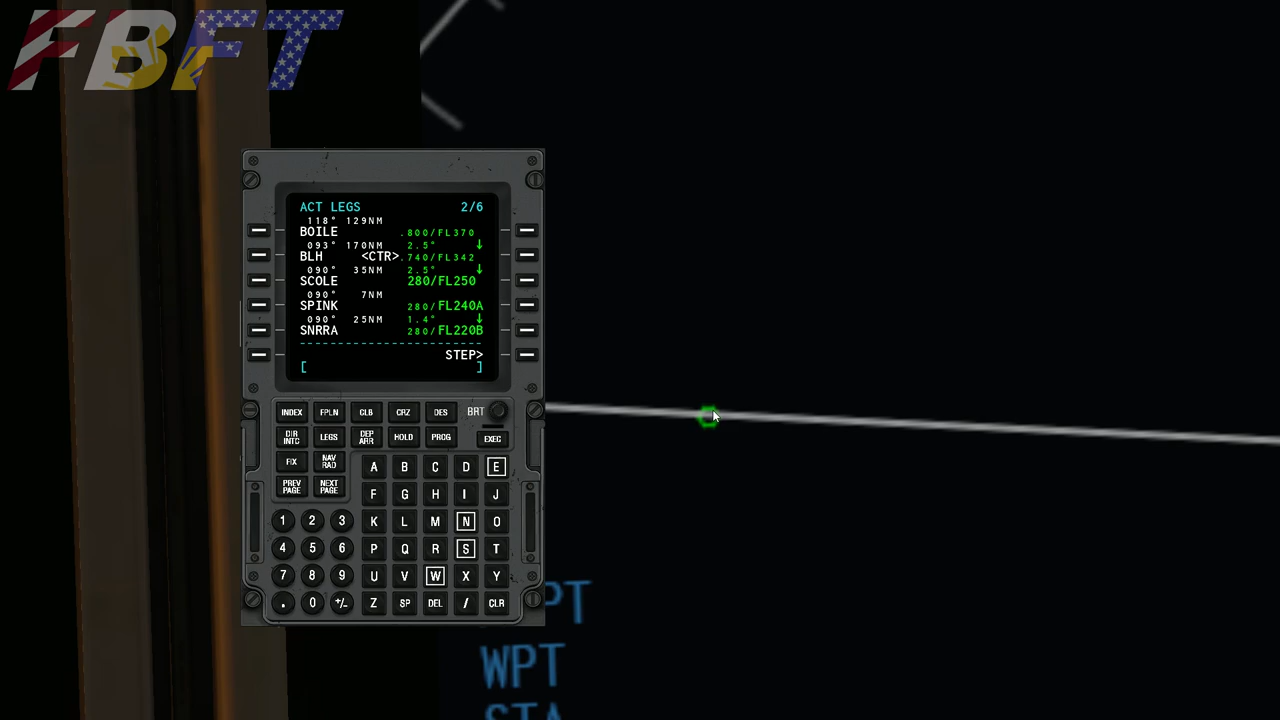 FBFT
ACT LEGS 2/6
118° 129NM
BOILE .800/FL370
093° 170NM 2.5° ↓
BLH <CTR> .740/FL342
090° 35NM 2.5° ↓
SCOLE 280/FL250
090° 7NM
SPINK 280/FL240A
090° 25NM 1.4° ↓
SNRRA 280/FL220B
------------------------
STEP>
[ ]
INDEX FPLN CLB CRZ DES BRT
DIR INTC LEGS DEP ARR HOLD PROG EXEC
FIX NAV RAD A B C D E
PREV PAGE NEXT PAGE F G H I J
1 2 3 K L M N O
4 5 6 P Q R S T
7 8 9 U V W X Y
. 0 +/- Z SP DEL / CLR
WPT